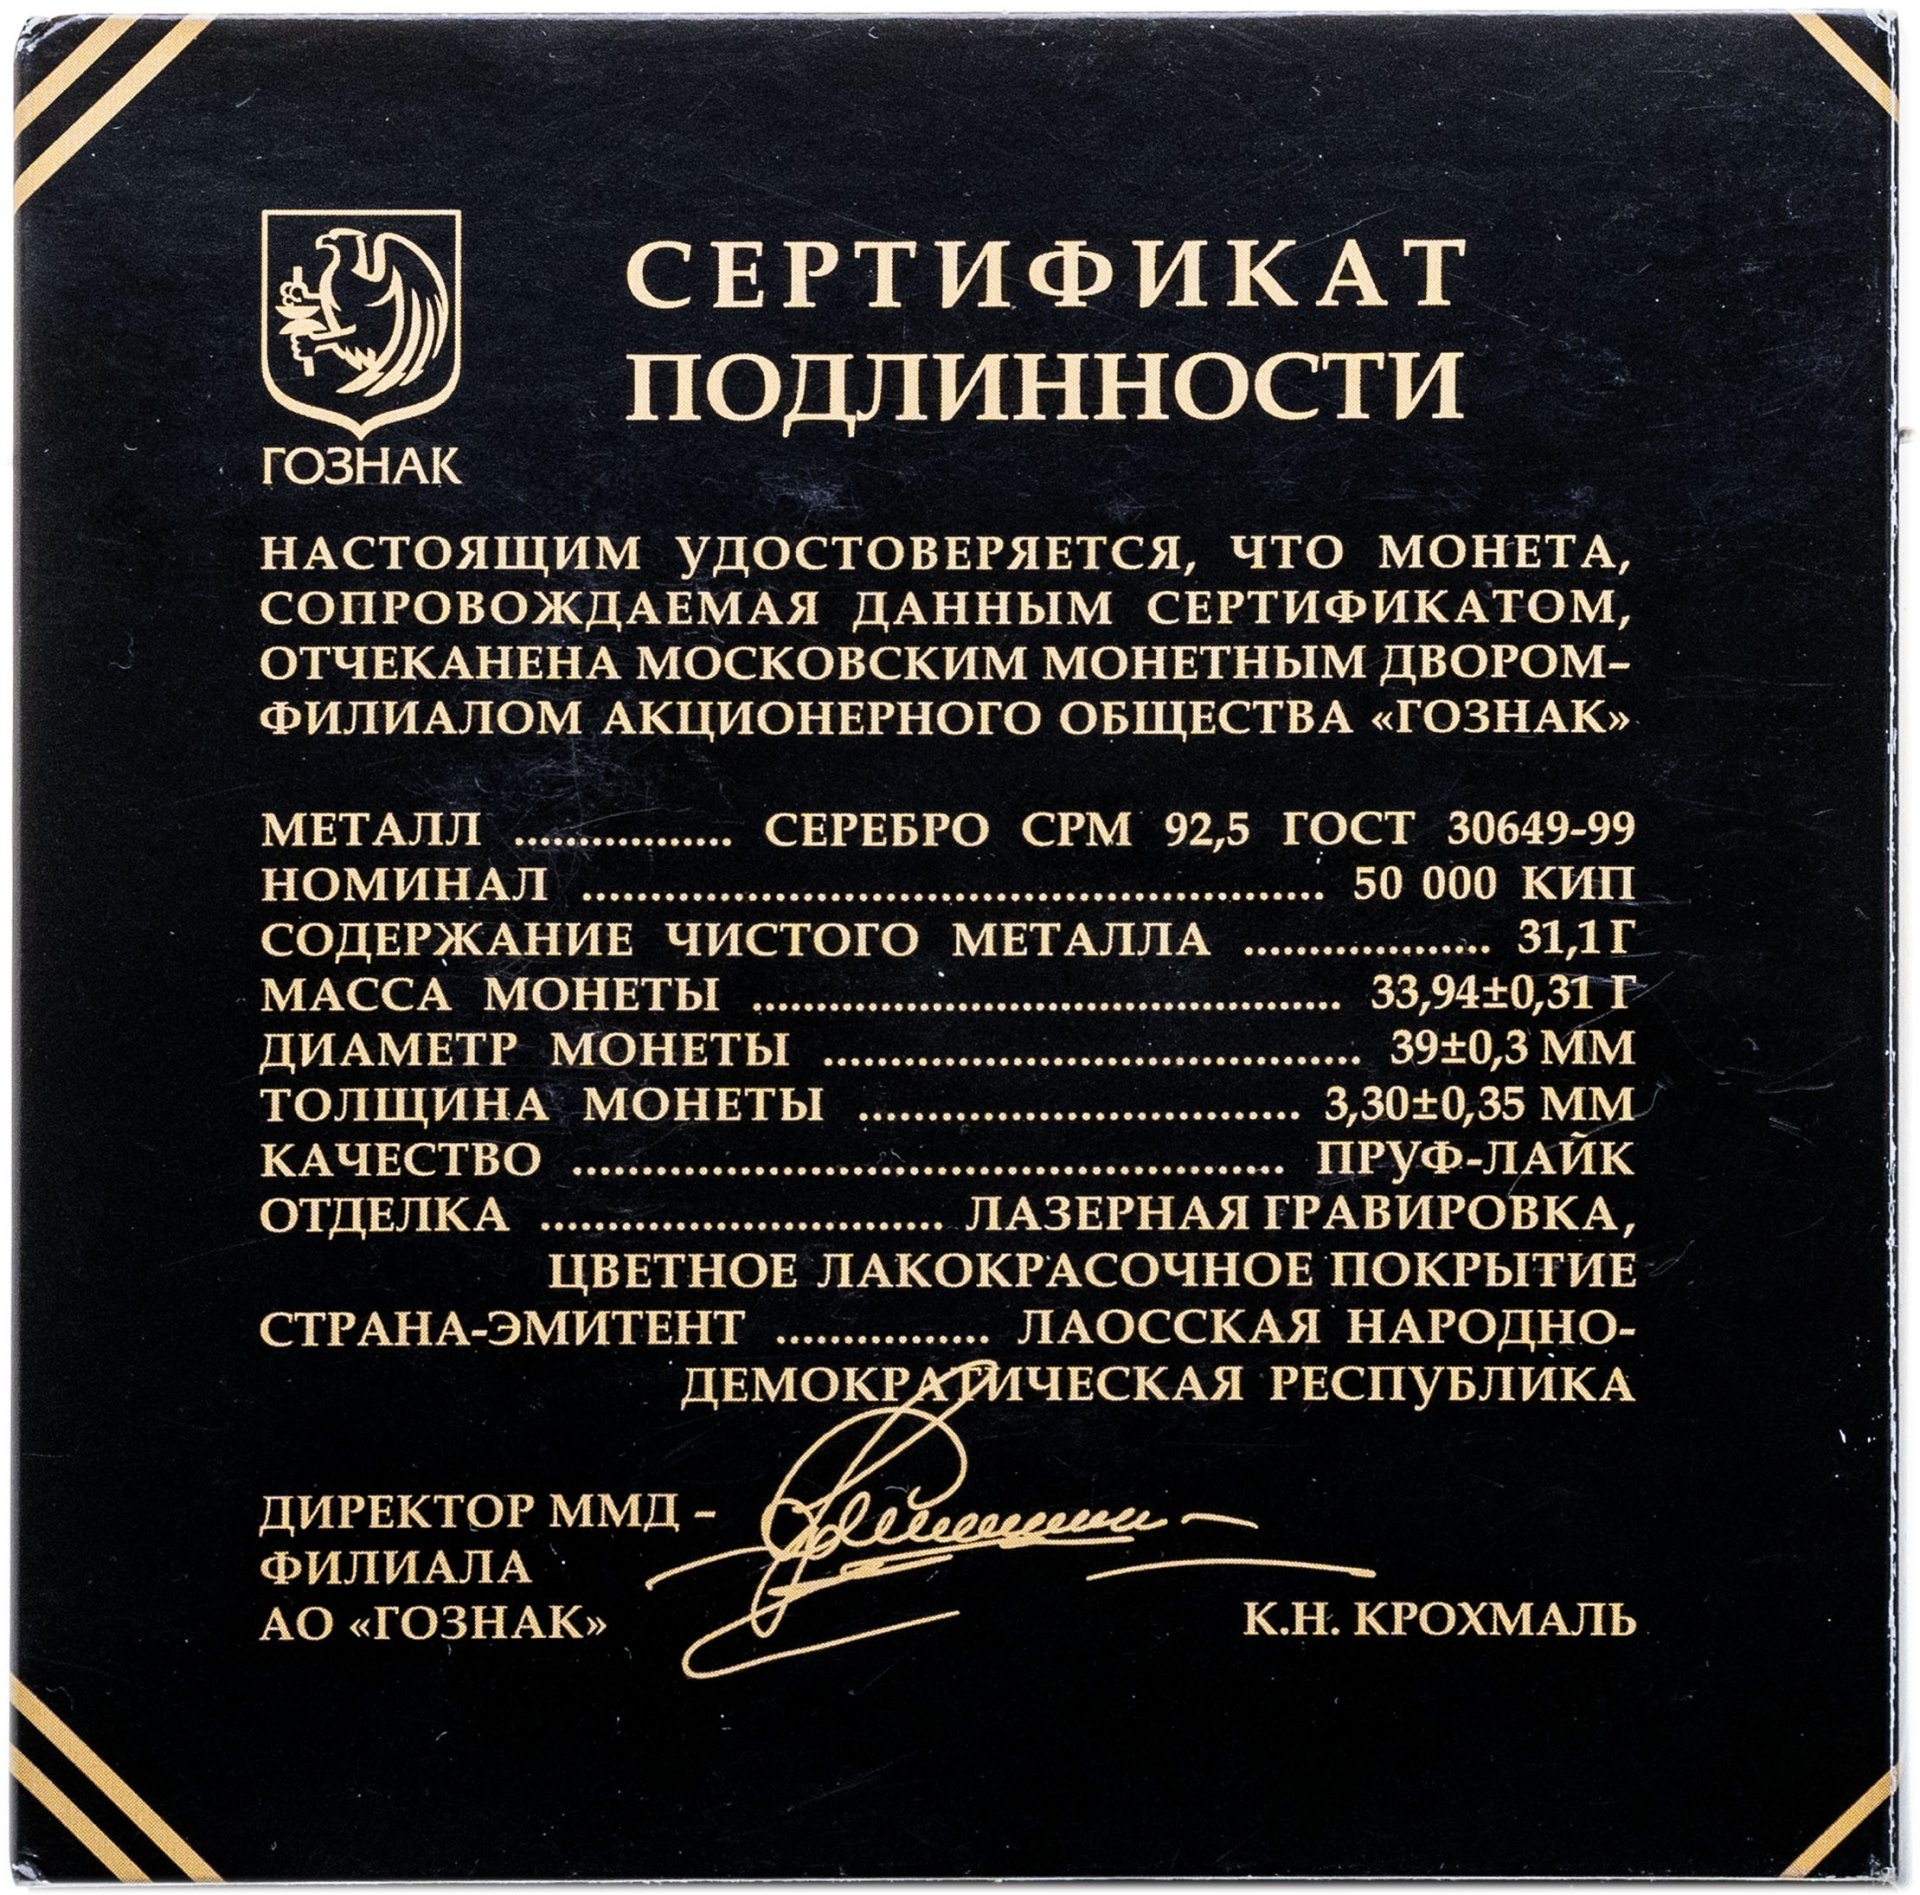 СЕРТИФИКАТ
ПОДЛИННОСТИ
ГОЗНАК
НАСТОЯЩИМ УДОСТОВЕРЯЕТСЯ, ЧТО МОНЕТА,
СОПРОВОЖДАЕМАЯ ДАННЫМ СЕРТИФИКАТОМ,
ОТЧЕКАНЕНА МОСКОВСКИМ МОНЕТНЫМ ДВОРОМ–
ФИЛИАЛОМ АКЦИОНЕРНОГО ОБЩЕСТВА «ГОЗНАК»
МЕТАЛЛ ................. СЕРЕБРО СРМ 92,5 ГОСТ 30649-99
НОМИНАЛ ........................................................ 50 000 КИП
СОДЕРЖАНИЕ ЧИСТОГО МЕТАЛЛА ................... 31,1 Г
МАССА МОНЕТЫ ............................................. 33,94±0,31 Г
ДИАМЕТР МОНЕТЫ ......................................... 39±0,3 ММ
ТОЛЩИНА МОНЕТЫ .................................. 3,30±0,35 ММ
КАЧЕСТВО ...................................................... ПРУФ-ЛАЙК
ОТДЕЛКА ............................... ЛАЗЕРНАЯ ГРАВИРОВКА,
ЦВЕТНОЕ ЛАКОКРАСОЧНОЕ ПОКРЫТИЕ
СТРАНА-ЭМИТЕНТ ................ ЛАОССКАЯ НАРОДНО-
ДЕМОКРАТИЧЕСКАЯ РЕСПУБЛИКА
ДИРЕКТОР ММД –
ФИЛИАЛА
АО «ГОЗНАК»
К.Н. КРОХМАЛЬ